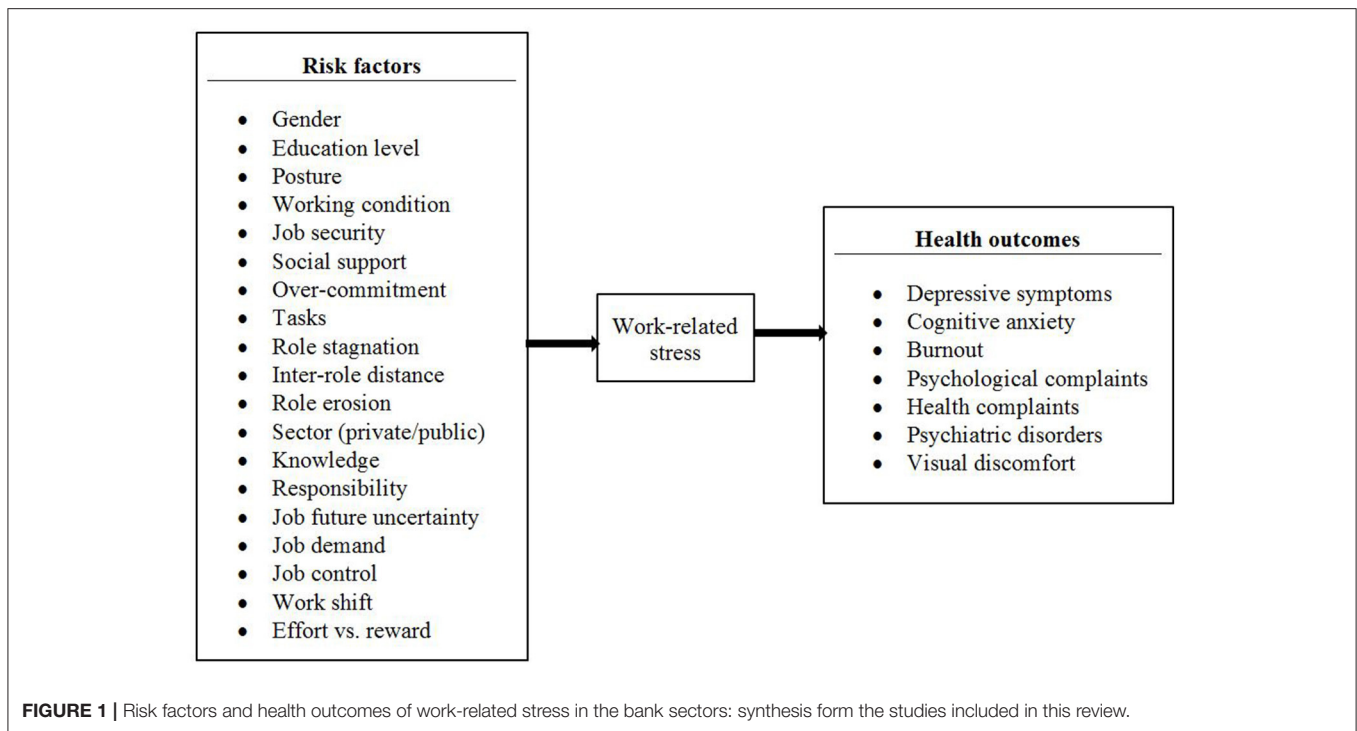 Risk factors
• Gender
• Education level
• Posture
• Working condition
• Job security
• Social support
• Over-commitment
• Tasks
• Role stagnation
• Inter-role distance
• Role erosion
• Sector (private/public)
• Knowledge
• Responsibility
• Job future uncertainty
• Job demand
• Job control
• Work shift
• Effort vs. reward
Work-related
stress
Health outcomes
• Depressive symptoms
• Cognitive anxiety
• Burnout
• Psychological complaints
• Health complaints
• Psychiatric disorders
• Visual discomfort
FIGURE 1 | Risk factors and health outcomes of work-related stress in the bank sectors: synthesis form the studies included in this review.